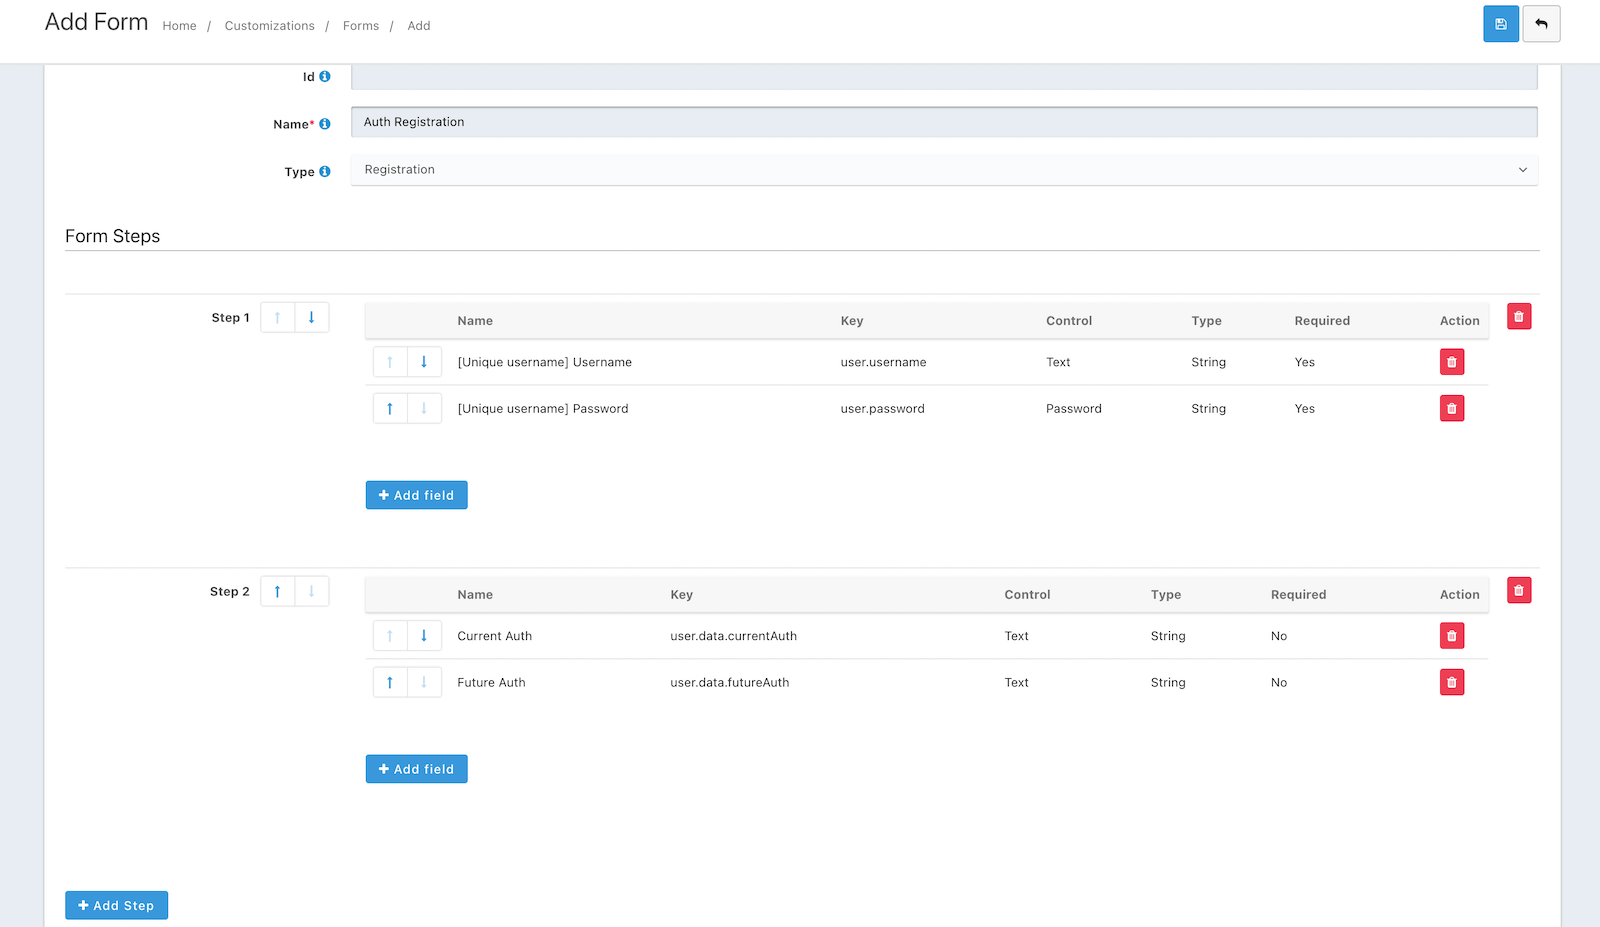 Add Form Home / Customizations / Forms / Add
Id
Name*
Auth Registration
Type
Registration
Form Steps
Step 1
Name Key Control Type Required Action
[Unique username] Username user.username Text String Yes
[Unique username] Password user.password Password String Yes
+ Add field
Step 2
Name Key Control Type Required Action
Current Auth user.data.currentAuth Text String No
Future Auth user.data.futureAuth Text String No
+ Add field
+ Add Step